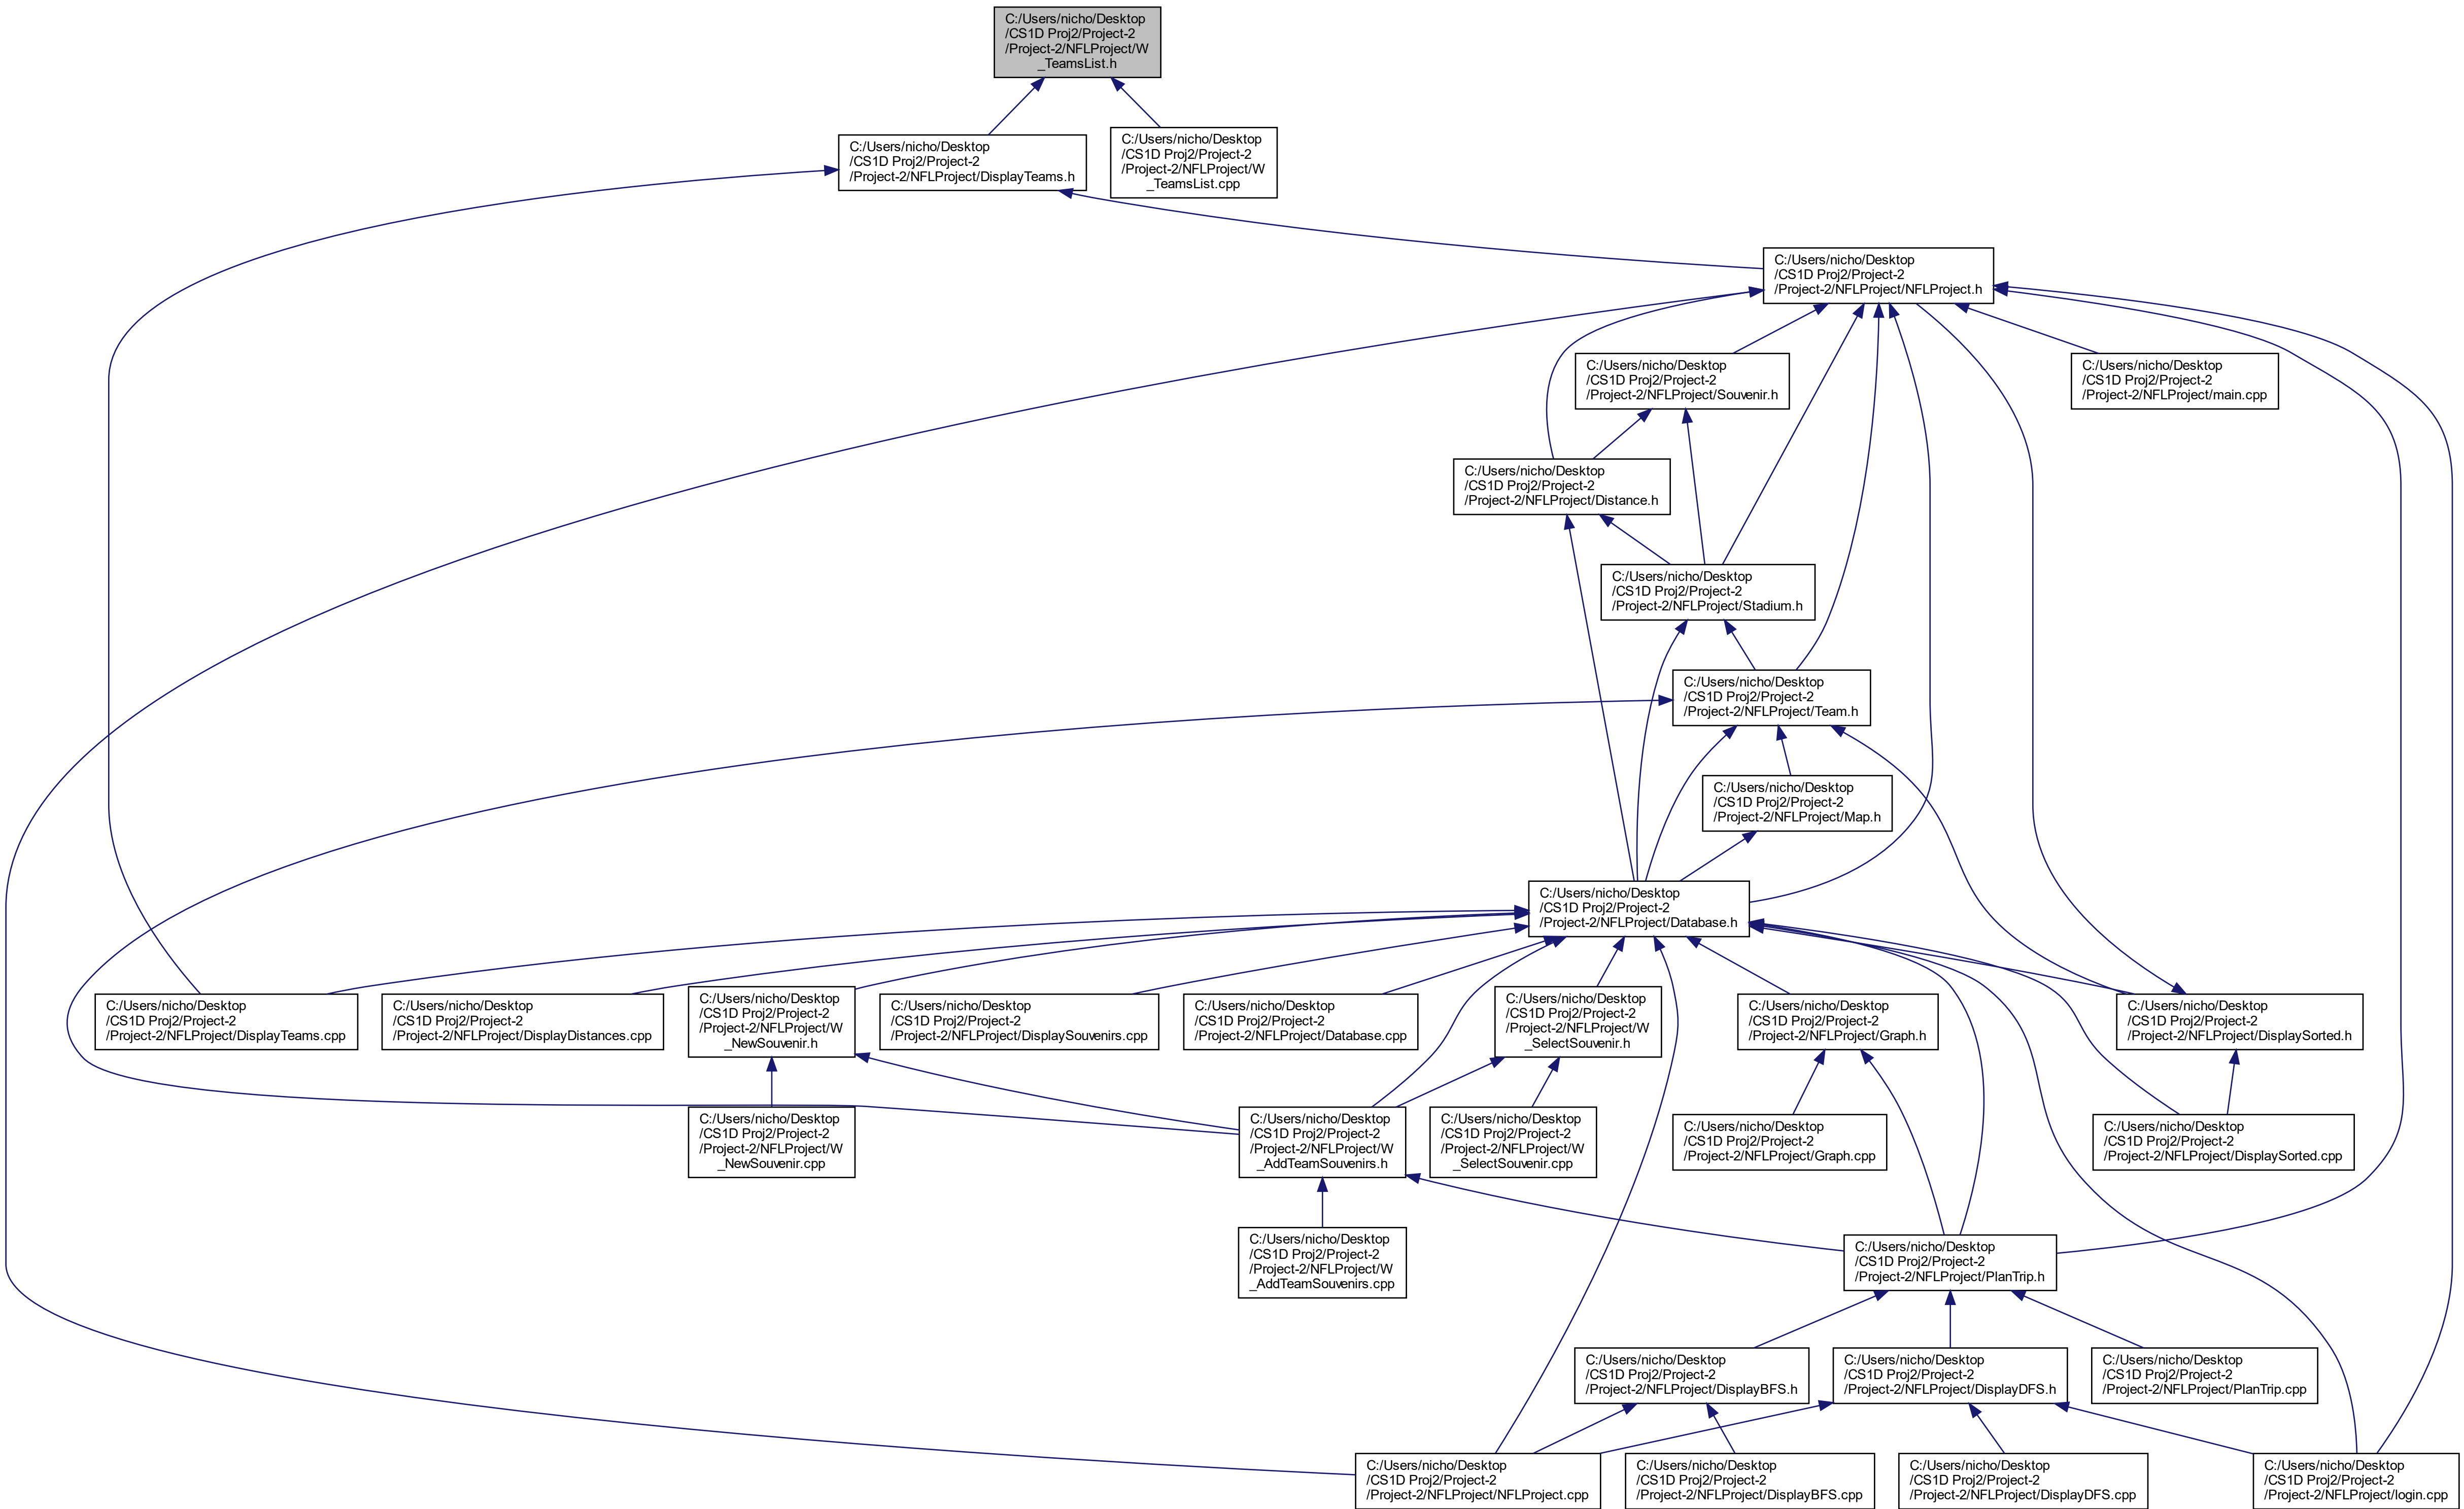 C:/Users/nicho/Desktop
/CS1D Proj2/Project-2
/Project-2/NFLProject/W
_TeamsList.h
C:/Users/nicho/Desktop
/CS1D Proj2/Project-2
/Project-2/NFLProject/DisplayTeams.h
C:/Users/nicho/Desktop
/CS1D Proj2/Project-2
/Project-2/NFLProject/W
_TeamsList.cpp
C:/Users/nicho/Desktop
/CS1D Proj2/Project-2
/Project-2/NFLProject/NFLProject.h
C:/Users/nicho/Desktop
/CS1D Proj2/Project-2
/Project-2/NFLProject/Souvenir.h
C:/Users/nicho/Desktop
/CS1D Proj2/Project-2
/Project-2/NFLProject/main.cpp
C:/Users/nicho/Desktop
/CS1D Proj2/Project-2
/Project-2/NFLProject/Distance.h
C:/Users/nicho/Desktop
/CS1D Proj2/Project-2
/Project-2/NFLProject/Stadium.h
C:/Users/nicho/Desktop
/CS1D Proj2/Project-2
/Project-2/NFLProject/Team.h
C:/Users/nicho/Desktop
/CS1D Proj2/Project-2
/Project-2/NFLProject/Map.h
C:/Users/nicho/Desktop
/CS1D Proj2/Project-2
/Project-2/NFLProject/Database.h
C:/Users/nicho/Desktop
/CS1D Proj2/Project-2
/Project-2/NFLProject/DisplayTeams.cpp
C:/Users/nicho/Desktop
/CS1D Proj2/Project-2
/Project-2/NFLProject/DisplayDistances.cpp
C:/Users/nicho/Desktop
/CS1D Proj2/Project-2
/Project-2/NFLProject/W
_NewSouvenir.h
C:/Users/nicho/Desktop
/CS1D Proj2/Project-2
/Project-2/NFLProject/DisplaySouvenirs.cpp
C:/Users/nicho/Desktop
/CS1D Proj2/Project-2
/Project-2/NFLProject/Database.cpp
C:/Users/nicho/Desktop
/CS1D Proj2/Project-2
/Project-2/NFLProject/W
_SelectSouvenir.h
C:/Users/nicho/Desktop
/CS1D Proj2/Project-2
/Project-2/NFLProject/Graph.h
C:/Users/nicho/Desktop
/CS1D Proj2/Project-2
/Project-2/NFLProject/DisplaySorted.h
C:/Users/nicho/Desktop
/CS1D Proj2/Project-2
/Project-2/NFLProject/W
_NewSouvenir.cpp
C:/Users/nicho/Desktop
/CS1D Proj2/Project-2
/Project-2/NFLProject/W
_AddTeamSouvenirs.h
C:/Users/nicho/Desktop
/CS1D Proj2/Project-2
/Project-2/NFLProject/W
_SelectSouvenir.cpp
C:/Users/nicho/Desktop
/CS1D Proj2/Project-2
/Project-2/NFLProject/Graph.cpp
C:/Users/nicho/Desktop
/CS1D Proj2/Project-2
/Project-2/NFLProject/DisplaySorted.cpp
C:/Users/nicho/Desktop
/CS1D Proj2/Project-2
/Project-2/NFLProject/W
_AddTeamSouvenirs.cpp
C:/Users/nicho/Desktop
/CS1D Proj2/Project-2
/Project-2/NFLProject/PlanTrip.h
C:/Users/nicho/Desktop
/CS1D Proj2/Project-2
/Project-2/NFLProject/DisplayBFS.h
C:/Users/nicho/Desktop
/CS1D Proj2/Project-2
/Project-2/NFLProject/DisplayDFS.h
C:/Users/nicho/Desktop
/CS1D Proj2/Project-2
/Project-2/NFLProject/PlanTrip.cpp
C:/Users/nicho/Desktop
/CS1D Proj2/Project-2
/Project-2/NFLProject/NFLProject.cpp
C:/Users/nicho/Desktop
/CS1D Proj2/Project-2
/Project-2/NFLProject/DisplayBFS.cpp
C:/Users/nicho/Desktop
/CS1D Proj2/Project-2
/Project-2/NFLProject/DisplayDFS.cpp
C:/Users/nicho/Desktop
/CS1D Proj2/Project-2
/Project-2/NFLProject/login.cpp